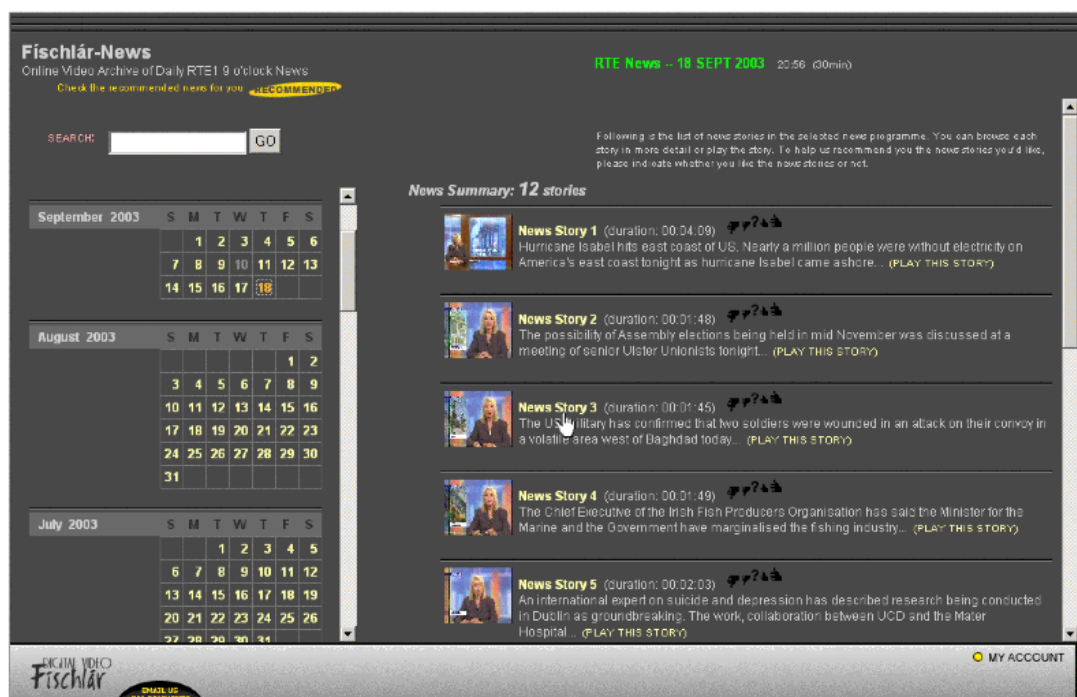 Físchlár-News
Online Video Archive of Daily RTE1 9 o'clock News
Check the recommended news for you RECOMMENDED
RTE News -- 18 SEPT 2003 20:56 (30min)
SEARCH: GO
Following is the list of news stories in the selected news programme. You can browse each
story in more detail or play the story. To help us recommend you the news stories you'd like,
please indicate whether you like the news stories or not.
September 2003 S M T W T F S
1 2 3 4 5 6
7 8 9 10 11 12 13
14 15 16 17 18
August 2003 S M T W T F S
1 2
3 4 5 6 7 8 9
10 11 12 13 14 15 16
17 18 19 20 21 22 23
24 25 26 27 28 29 30
31
July 2003 S M T W T F S
1 2 3 4 5
6 7 8 9 10 11 12
13 14 15 16 17 18 19
20 21 22 23 24 25 26
27 28 29 30 31
News Summary: 12 stories
News Story 1 (duration: 00:04:09) ?
Hurricane Isabel hits east coast of US. Nearly a million people were without electricity on
America's east coast tonight as hurricane Isabel came ashore... (PLAY THIS STORY)
News Story 2 (duration: 00:01:48) ?
The possibility of Assembly elections being held in mid November was discussed at a
meeting of senior Ulster Unionists tonight... (PLAY THIS STORY)
News Story 3 (duration: 00:01:45) ?
The US military has confirmed that two soldiers were wounded in an attack on their convoy in
a volatile area west of Baghdad today... (PLAY THIS STORY)
News Story 4 (duration: 00:01:49) ?
The Chief Executive of the Irish Fish Producers Organisation has said the Minister for the
Marine and the Government have marginalised the fishing industry... (PLAY THIS STORY)
News Story 5 (duration: 00:02:03) ?
An international expert on suicide and depression has described research being conducted
in Dublin as groundbreaking. The work, collaboration between UCD and the Mater
Hospital... (PLAY THIS STORY)
DIGITAL VIDEO
Físchlár
EMAIL US
MY ACCOUNT